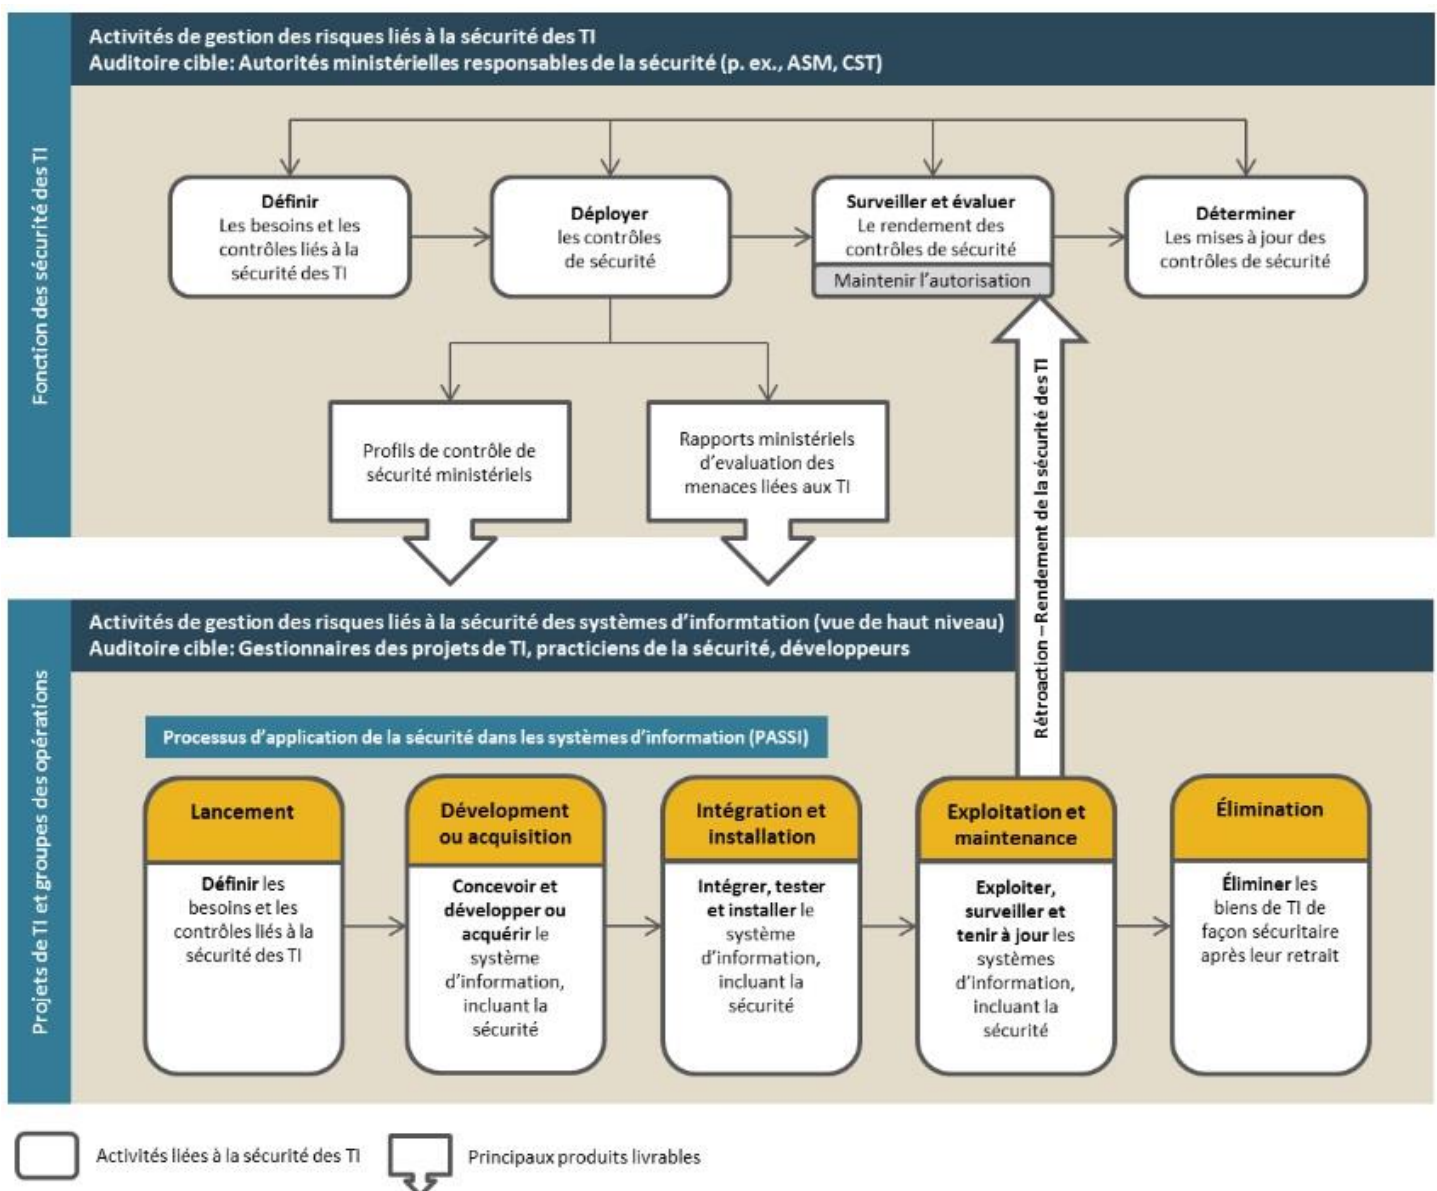 Activités de gestion des risques liés à la sécurité des TI
Auditoire cible: Autorités ministérielles responsables de la sécurité (p. ex., ASM, CST)
Fonction des sécurité des TI
Définir
Les besoins et les
contrôles liés à la
sécurité des TI
Déployer
les contrôles
de sécurité
Surveiller et évaluer
Le rendement des
contrôles de sécurité
Maintenir l'autorisation
Déterminer
Les mises à jour des
contrôles de sécurité
Profils de contrôle de
sécurité ministériels
Rapports ministériels
d'evaluation des
menaces liées aux TI
Rétroaction – Rendement de la sécurité des TI
Activités de gestion des risques liés à la sécurité des systèmes d'informtation (vue de haut niveau)
Auditoire cible: Gestionnaires des projets de TI, practiciens de la sécurité, développeurs
Projets de TI et groupes des opérations
Processus d'application de la sécurité dans les systèmes d'information (PASSI)
Lancement
Définir les
besoins et les
contrôles liés à la
sécurité des TI
Dévelopment
ou acquisition
Concevoir et
développer ou
acquérir le
système
d'information,
incluant la
sécurité
Intégration et
installation
Intégrer, tester
et installer le
système
d'information,
incluant la
sécurité
Exploitation et
maintenance
Exploiter,
surveiller et
tenir à jour les
systèmes
d'information,
incluant la
sécurité
Élimination
Éliminer les
biens de TI de
façon sécuritaire
après leur retrait
Activités liées à la sécurité des TI
Principaux produits livrables